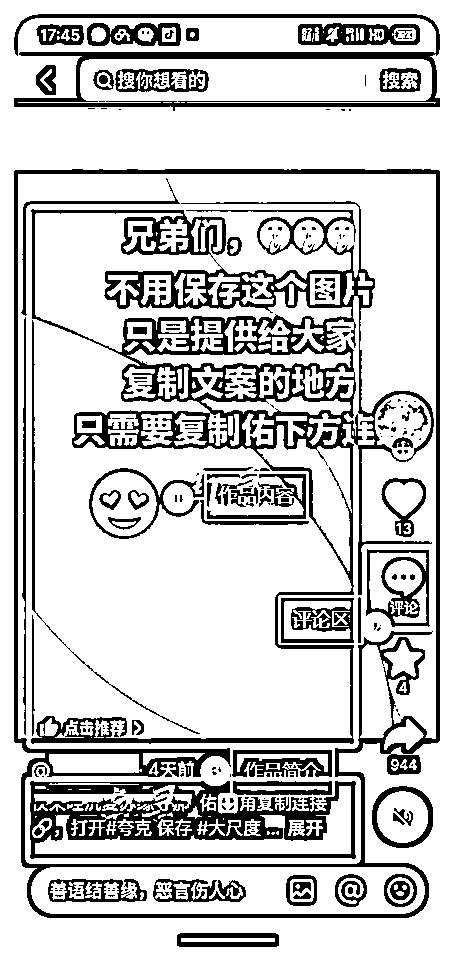 17:45
搜你想看的 搜索
兄弟们，
不用保存这个图片
只是提供给大家
复制文案的地方
只需要复制佑下方连
作品内容
13
评论
评论区
4
点击推荐
944
@ 4天前 作品简介
佑 角复制连接
，打开#夸克 保存 #大尺度 ... 展开
善语结善缘，恶言伤人心